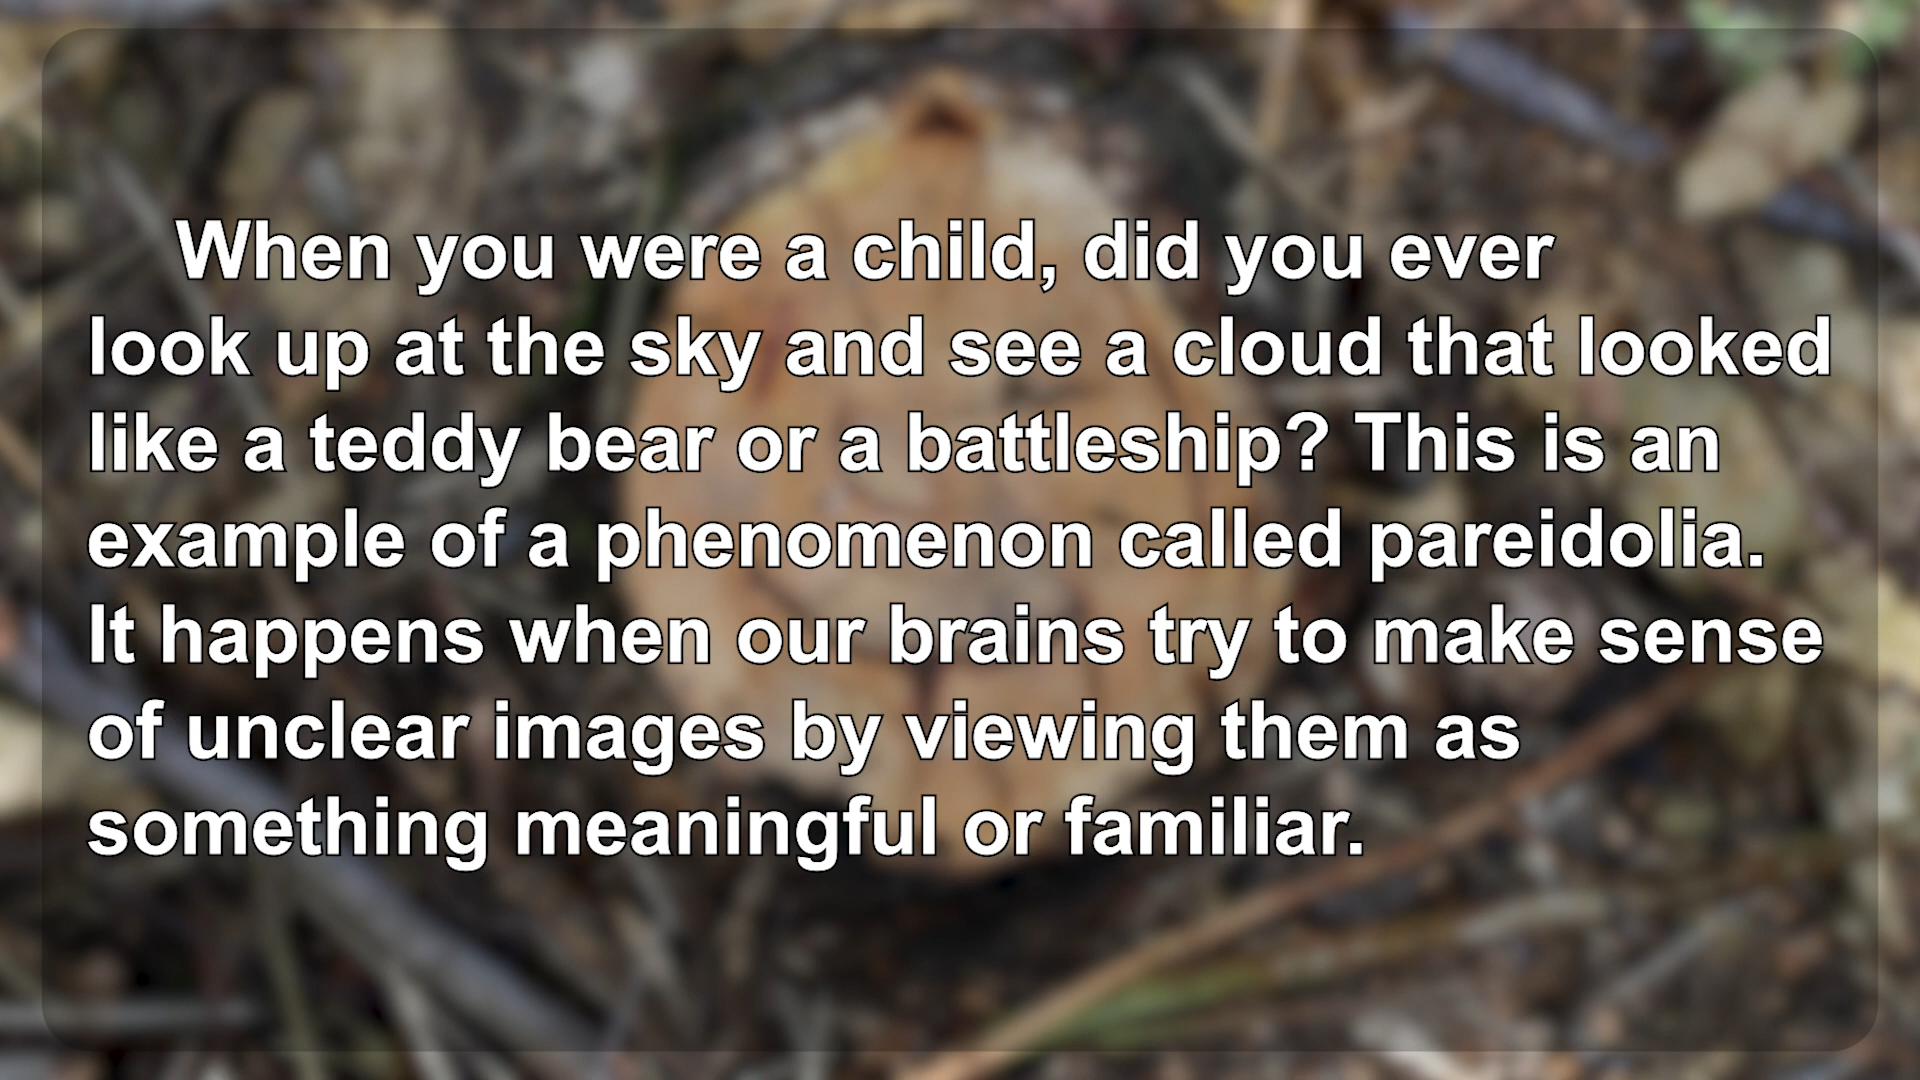 When you were a child, did you ever
look up at the sky and see a cloud that looked
like a teddy bear or a battleship? This is an
example of a phenomenon called pareidolia.
It happens when our brains try to make sense
of unclear images by viewing them as
something meaningful or familiar.